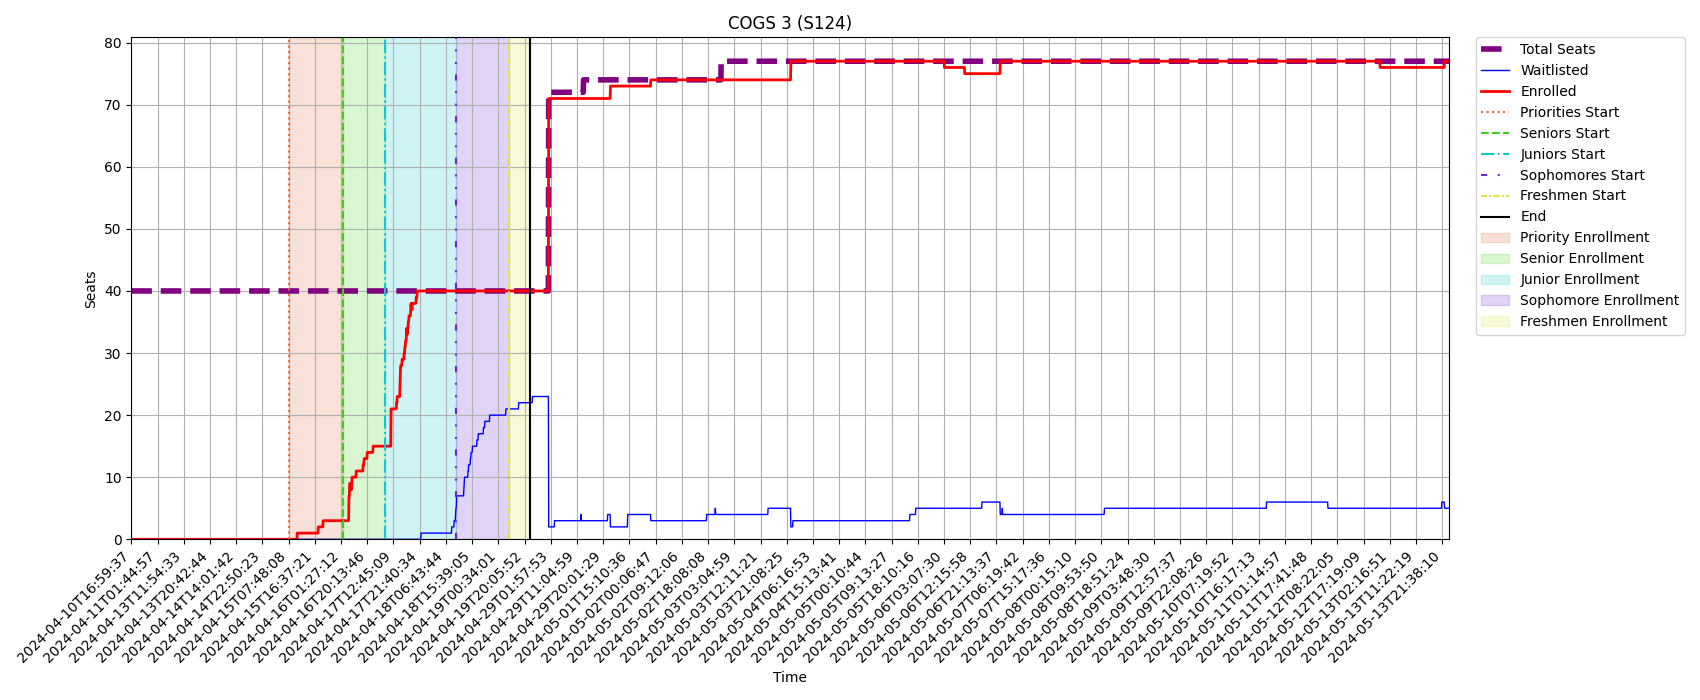 COGS 3 (S124)
80
70
60
50
40
30
20
10
0
Seats
2024-04-10T16:59:37
2024-04-11T01:44:57
2024-04-13T11:54:33
2024-04-13T20:42:44
2024-04-14T14:01:42
2024-04-14T22:50:23
2024-04-15T07:48:09
2024-04-15T16:37:21
2024-04-16T01:27:12
2024-04-16T20:13:46
2024-04-17T12:45:09
2024-04-17T21:40:34
2024-04-18T06:43:44
2024-04-18T15:39:05
2024-04-19T00:34:01
2024-04-19T20:05:52
2024-04-29T01:57:53
2024-04-29T11:04:59
2024-04-29T20:01:29
2024-05-01T15:10:36
2024-05-02T00:06:47
2024-05-02T09:12:06
2024-05-02T18:08:08
2024-05-03T03:04:59
2024-05-03T12:11:21
2024-05-03T21:08:25
2024-05-04T06:16:53
2024-05-04T15:13:41
2024-05-05T00:10:44
2024-05-05T09:13:27
2024-05-05T18:10:16
2024-05-06T03:07:30
2024-05-06T12:15:58
2024-05-06T21:13:37
2024-05-07T06:19:42
2024-05-07T15:17:36
2024-05-08T00:15:10
2024-05-08T09:53:50
2024-05-08T18:51:24
2024-05-09T03:48:30
2024-05-09T12:57:37
2024-05-09T22:08:26
2024-05-10T07:19:52
2024-05-10T16:17:13
2024-05-11T01:14:57
2024-05-11T17:41:48
2024-05-12T08:22:05
2024-05-12T17:19:09
2024-05-13T02:16:51
2024-05-13T11:22:19
2024-05-13T21:38:10
Time
Total Seats
Waitlisted
Enrolled
Priorities Start
Seniors Start
Juniors Start
Sophomores Start
Freshmen Start
End
Priority Enrollment
Senior Enrollment
Junior Enrollment
Sophomore Enrollment
Freshmen Enrollment